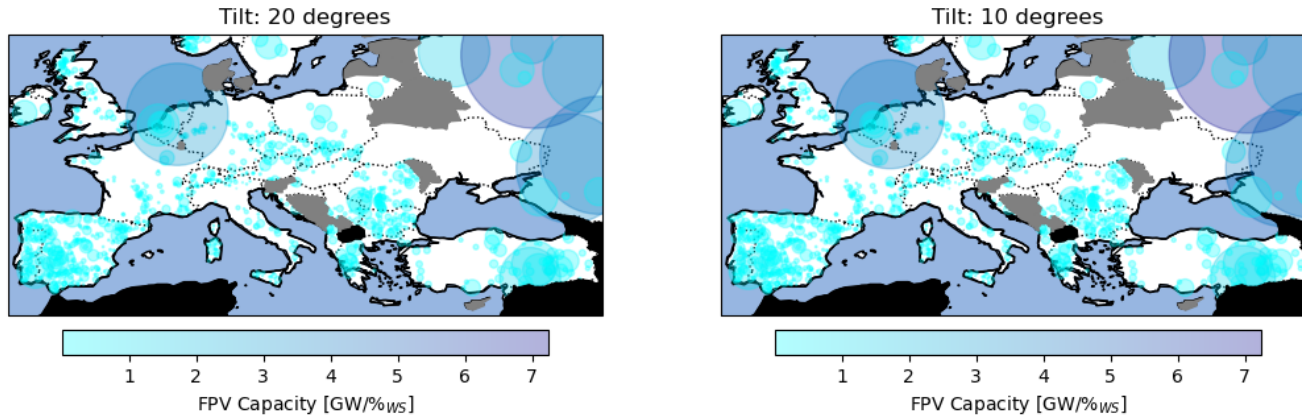 Tilt: 20 degrees
1 2 3 4 5 6 7
FPV Capacity [GW/%WS]
Tilt: 10 degrees
1 2 3 4 5 6 7
FPV Capacity [GW/%WS]